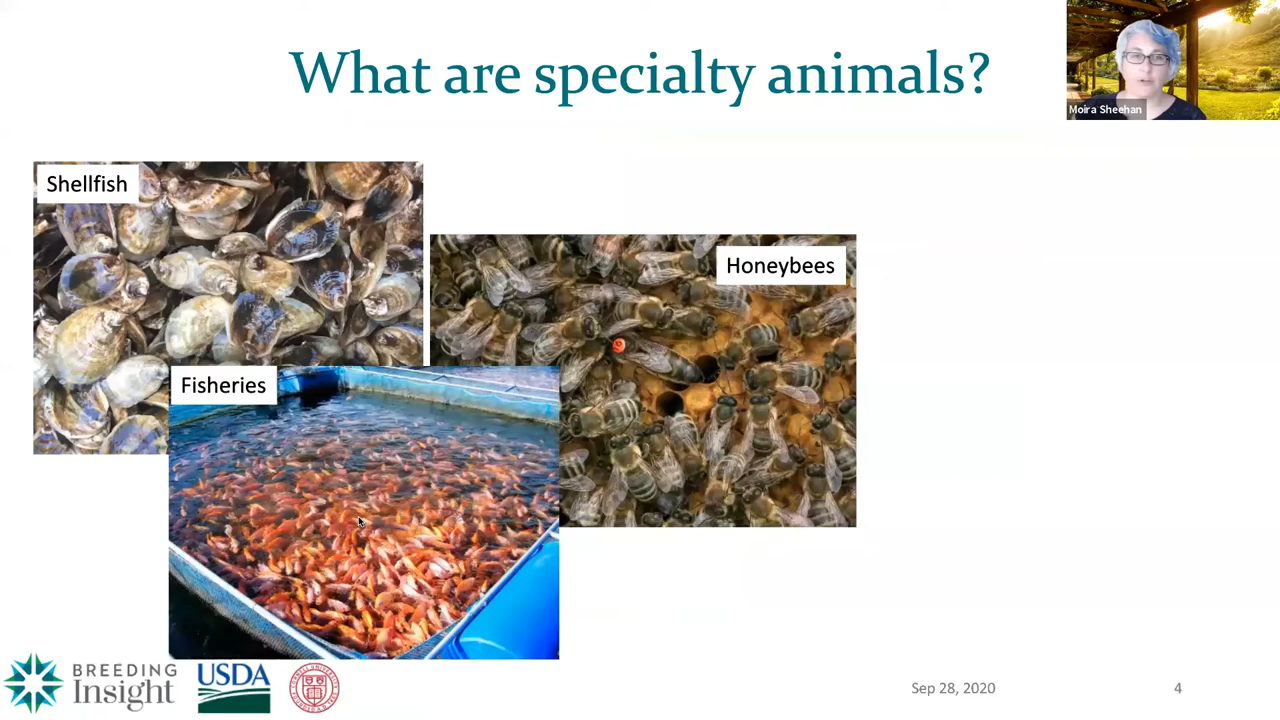 What are specialty animals?
Moira Sheehan
Shellfish
Honeybees
Fisheries
BREEDING
Insight
USDA
Sep 28, 2020
4